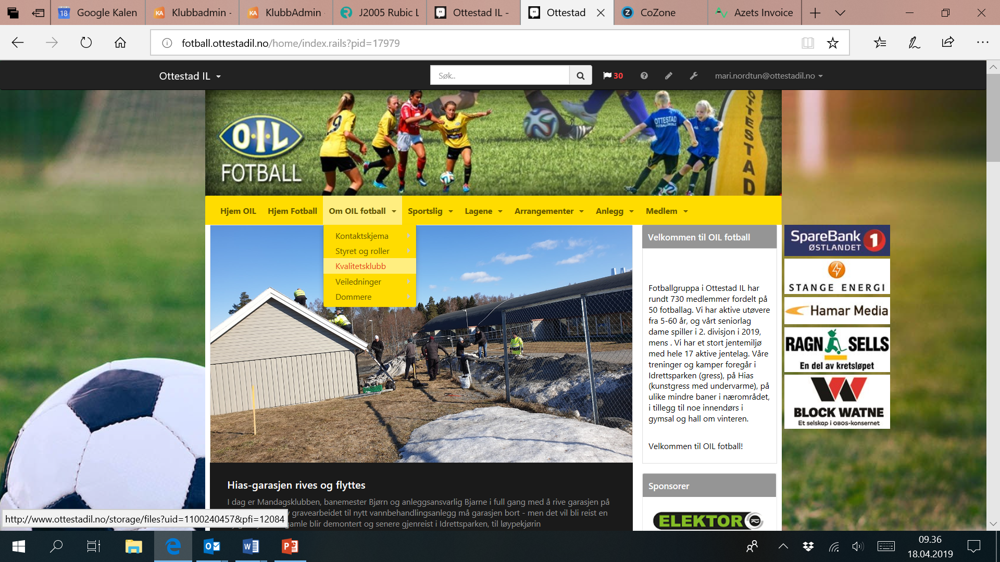 18 Google Kalen
KA Klubbadmin -
KA KlubbAdmin
J2005 Rubic L
Ottestad IL -
Ottestad
CoZone
Azets Invoice
fotball.ottestadil.no/home/index.rails?pid=17979
Ottestad IL
Søk..
30
mari.nordtun@ottestadil.no
O·I·L
FOTBALL
9
OTTESTAD
FOTBALLSKOLE
OTTESTAD
Hjem OIL Hjem Fotball Om OIL fotball Sportslig Lagene Arrangementer Anlegg Medlem
Kontaktskjema
Styret og roller
Kvalitetsklubb
Veiledninger
Dommere
Velkommen til OIL fotball
Fotballgruppa i Ottestad IL har
rundt 730 medlemmer fordelt på
50 fotballag. Vi har aktive utøvere
fra 5-60 år, og vårt seniorlag
dame spiller i 2. divisjon i 2019,
mens . Vi har et stort jentemiljø
med hele 17 aktive jentelag. Våre
treninger og kamper foregår i
Idrettsparken (gress), på Hias
(kunstgress med undervarme), på
ulike mindre baner i nærområdet,
i tillegg til noe innendørs i
gymsal og hall om vinteren.
Velkommen til OIL fotball!
Sponsorer
ELEKTOR
SpareBank 1
ØSTLANDET
STANGE ENERGI
Hamar Media
RAGN SELLS
En del av kretsløpet
BLOCK WATNE
Et selskap i OBOS-konsernet
Hias-garasjen rives og flyttes
I dag er Mandagsklubben, banemester Bjørn og anleggsansvarlig Bjarne i full gang med å rive garasjen på
gravearbeidet til nytt vannbehandlingsanlegg må garasjen bort - men det vil bli reist en
gamle blir demontert og senere gjenreist i Idrettsparken, til løypekjørin
http://www.ottestadil.no/storage/files?uid=1100240457&pfi=12084
09.36
18.04.2019